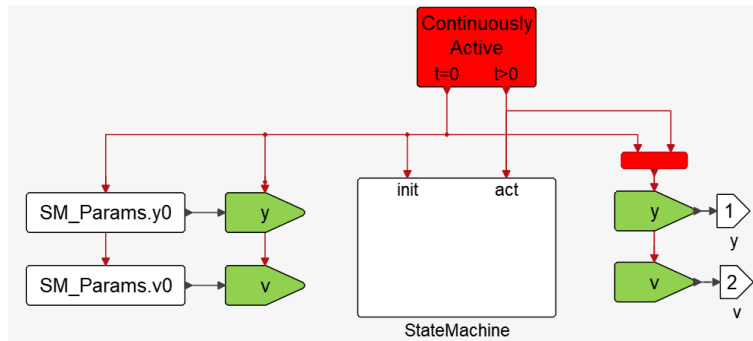 Continuously
Active
t=0 t>0
init act
SM_Params.y0 y y 1
y
SM_Params.v0 v v 2
v
StateMachine